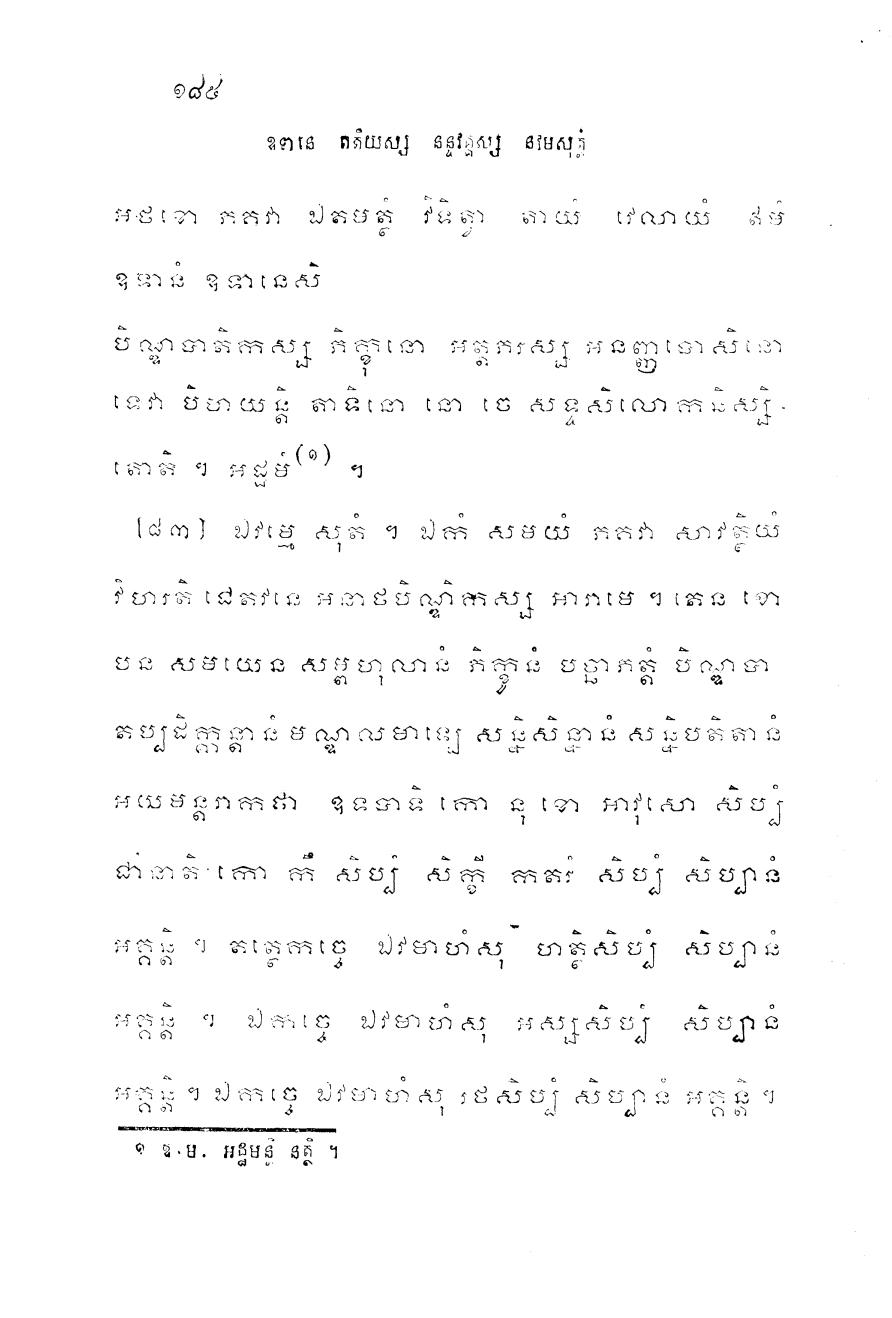 ១៨៤
ឧទានេ តតិយស្ស នន្ទវគ្គស្ស នវមសុត្តំ
អថខោ ភគវា ឯតមត្ថំ វិទិត្វា តាយំ វេលាយំ ឥមំ
ឧទានំ ឧទានេសិ
បិណ្ឌបាតិកស្ស ភិក្ខុនោ អត្តភរស្ស អនញ្ញបោសិនោ
ទេវា បិហយន្តិ តាទិនោ នោ ចេ សទ្ទសិលោកនិស្សិ-
តោតិ ។ អដ្ឋមំ(១) ។
[៨៣] ឯវម្មេ សុតំ ។ ឯកំ សមយំ ភគវា សាវត្ថិយំ
វិហរតិ ជេតវនេ អនាថបិណ្ឌិកស្ស អារាមេ ។ តេន ខោ
បន សមយេន សម្ពហុលានំ ភិក្ខូនំ បច្ឆាភត្តំ បិណ្ឌបា
តប្បដិក្កន្តានំ មណ្ឌលមាឡេ សន្និសិន្នានំ សន្និបតិតានំ
អយមន្តរាកថា ឧទបាទិ កោ នុ ខោ អាវុសោ សិប្បំ
ជានាតិ កោ កឹ សិប្បំ សិក្ខិ កតរំ សិប្បំ សិប្បានំ
អគ្គន្តិ ។ តត្ថេកច្ចេ ឯវមាហំសុ ហត្ថិសិប្បំ សិប្បានំ
អគ្គន្តិ ។ ឯកច្ចេ ឯវមាហំសុ អស្សសិប្បំ សិប្បានំ
អគ្គន្តិ ។ ឯកច្ចេ ឯវមាហំសុ រថសិប្បំ សិប្បានំ អគ្គន្តិ ។
១ ឱ.ម. អដ្ឋមន្តិ នត្ថិ ។